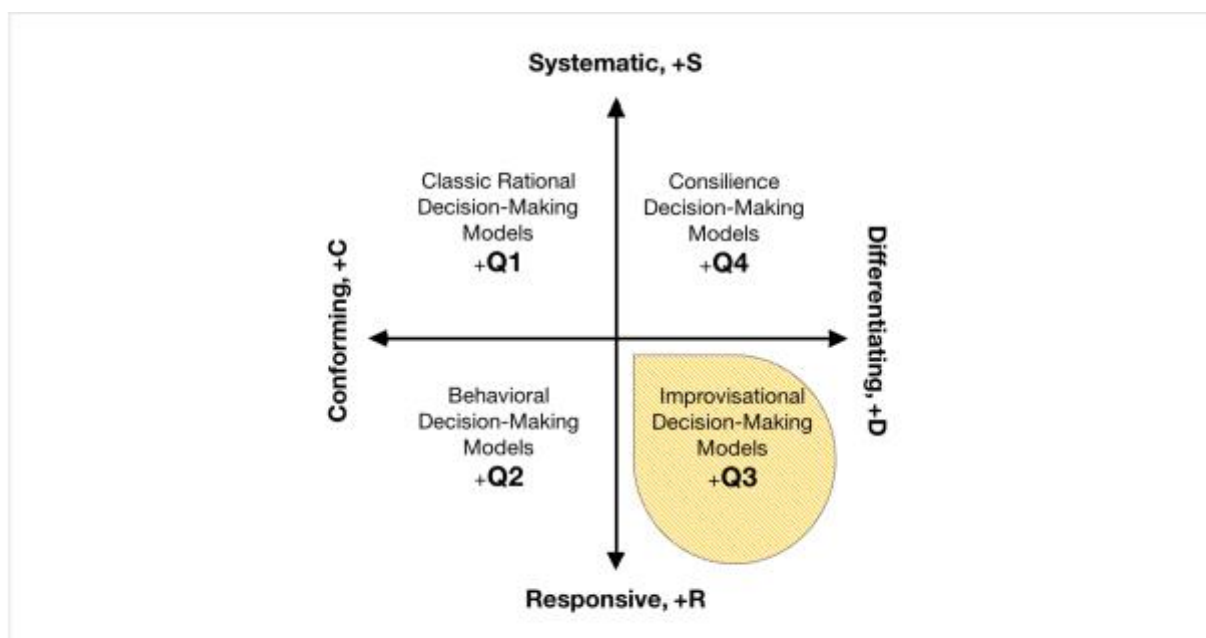 Systematic, +S
Classic Rational
Decision-Making
Models
+Q1
Consilience
Decision-Making
Models
+Q4
Conforming, +C
Differentiating, +D
Behavioral
Decision-Making
Models
+Q2
Improvisational
Decision-Making
Models
+Q3
Responsive, +R